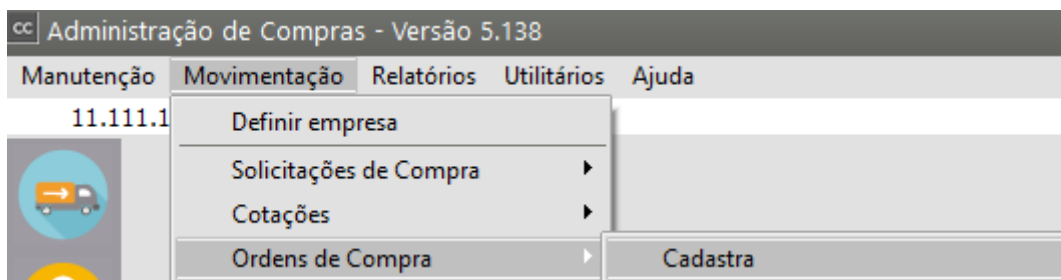 cc Administração de Compras - Versão 5.138
Manutenção Movimentação Relatórios Utilitários Ajuda
11.111.1
Definir empresa
Solicitações de Compra
Cotações
Ordens de Compra Cadastra